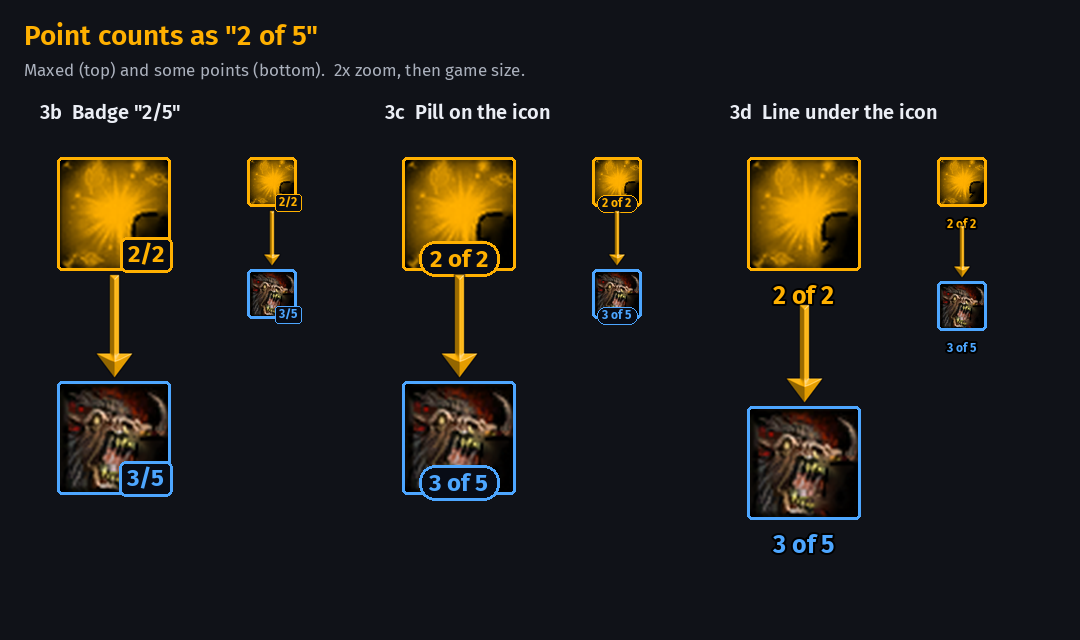 Point counts as "2 of 5"
Maxed (top) and some points (bottom).  2x zoom, then game size.
3b  Badge "2/5"
3c  Pill on the icon
3d  Line under the icon
2/2
2/2
2 of 2
2 of 2
2 of 2
2 of 2
3/5
3/5
3 of 5
3 of 5
3 of 5
3 of 5